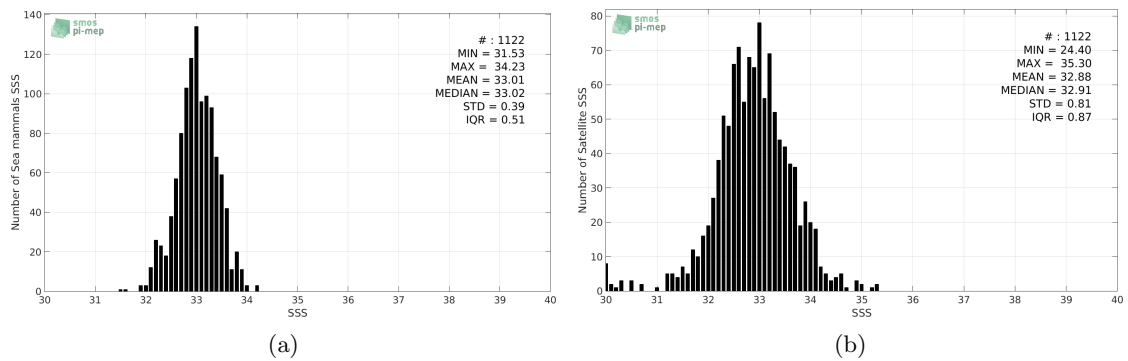 smos
pi-mep
# : 1122
MIN = 31.53
MAX = 34.23
MEAN = 33.01
MEDIAN = 33.02
STD = 0.39
IQR = 0.51
Number of Sea mammals SSS
140
120
100
80
60
40
20
0
30 31 32 33 34 35 36 37 38 39 40
SSS
(a)
smos
pi-mep
# : 1122
MIN = 24.40
MAX = 35.30
MEAN = 32.88
MEDIAN = 32.91
STD = 0.81
IQR = 0.87
Number of Satellite SSS
80
70
60
50
40
30
20
10
0
30 31 32 33 34 35 36 37 38 39 40
SSS
(b)